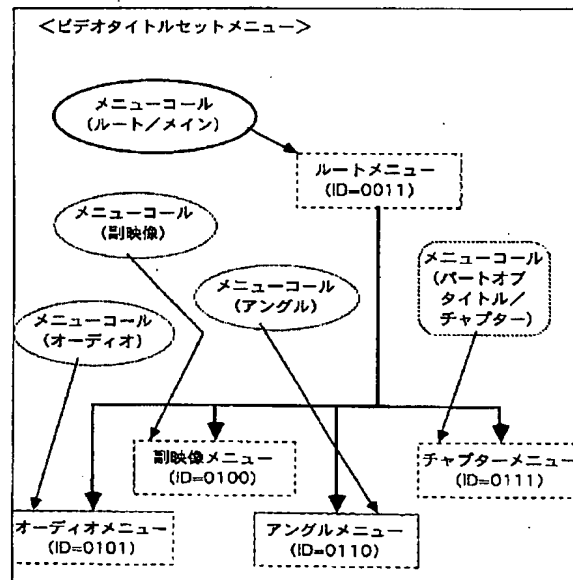 ＜ビデオタイトルセットメニュー＞
メニューコール
(ルート／メイン)
ルートメニュー
(ID=0011)
メニューコール
(副映像)
メニューコール
(アングル)
メニューコール
(パートオブ
タイトル／
チャプター)
メニューコール
(オーディオ)
副映像メニュー
(ID=0100)
チャプターメニュー
(ID=0111)
オーディオメニュー
(ID=0101)
アングルメニュー
(ID=0110)